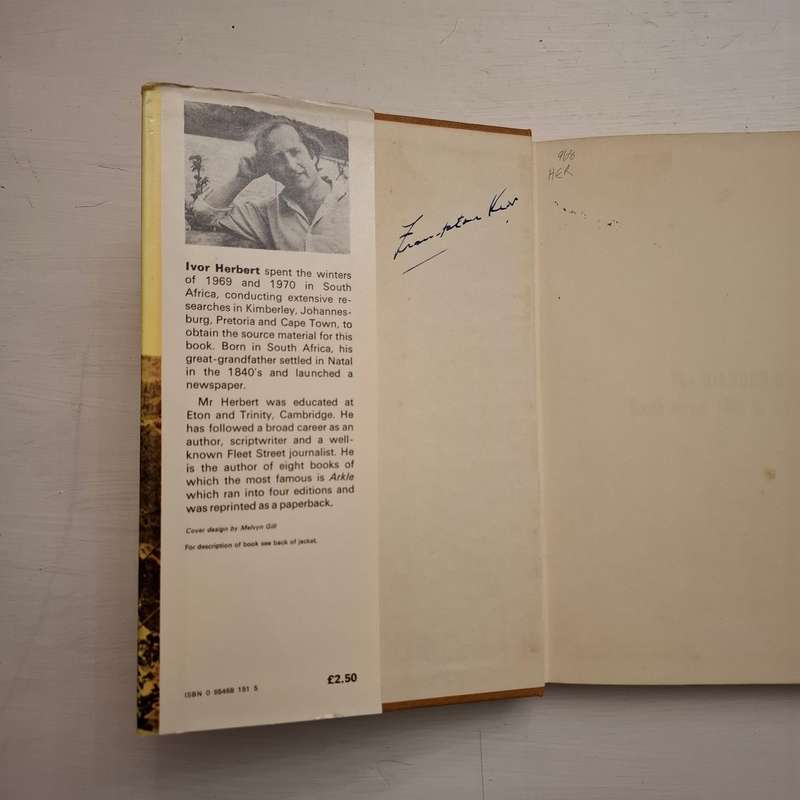 Ivor Herbert spent the winters
of 1969 and 1970 in South
Africa, conducting extensive re-
searches in Kimberley, Johannes-
burg, Pretoria and Cape Town, to
obtain the source material for this
book. Born in South Africa, his
great-grandfather settled in Natal
in the 1840's and launched a
newspaper.
Mr Herbert was educated at
Eton and Trinity, Cambridge. He
has followed a broad career as an
author, scriptwriter and a well-
known Fleet Street journalist. He
is the author of eight books of
which the most famous is Arkle
which ran into four editions and
was reprinted as a paperback.
Cover design by Melvyn Gill
For description of book see back of jacket.
£2.50
ISBN 0 85468 181 5
968
HER